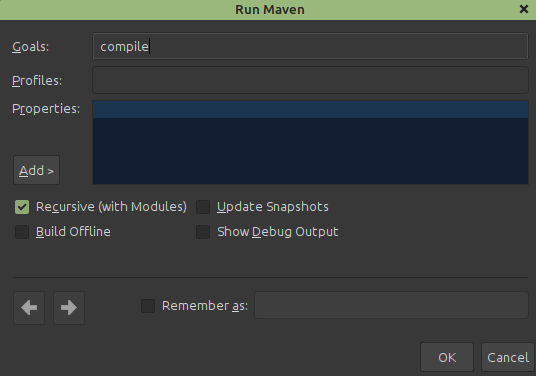 Run Maven
Goals: compile
Profiles:
Properties:
Add >
Recursive (with Modules) Update Snapshots
Build Offline Show Debug Output
Remember as:
OK Cancel